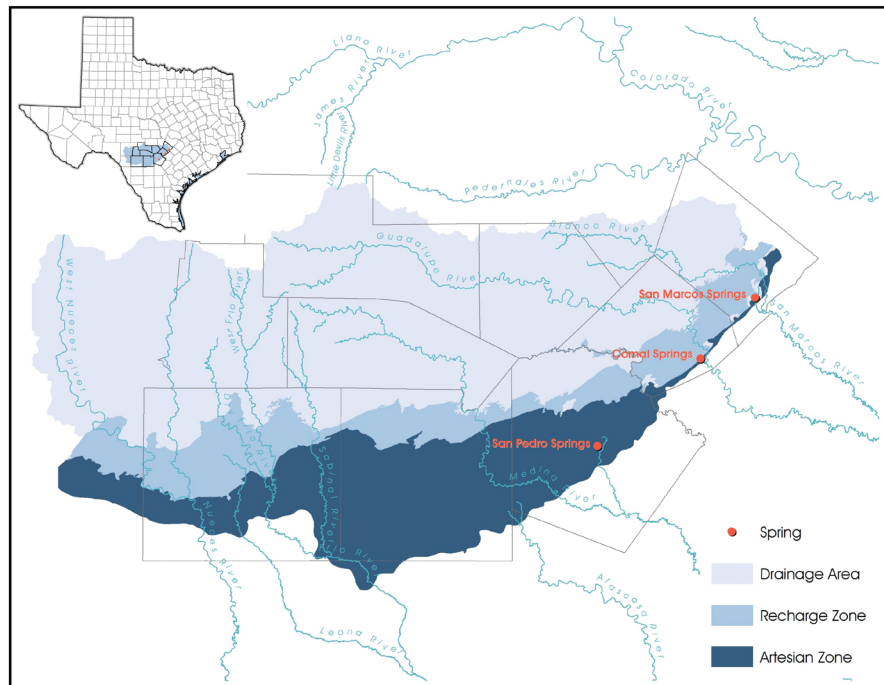 Llano River
James River
Little Devils River
Colorado River
Pedernales River
Blanco River
Guadalupe River
West Nueces River
West Frio River
San Marcos Springs
San Marcos River
Comal Springs
San Pedro Springs
Medina River
Sabinal River
Nueces River
Frio River
Leona River
Atascosa River
Spring
Drainage Area
Recharge Zone
Artesian Zone